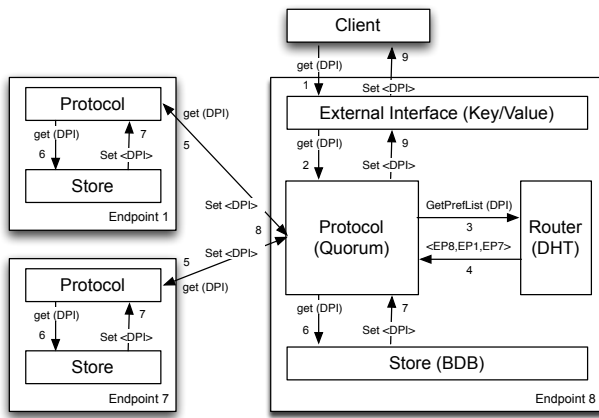 Client
get (DPI)
9
1
Set <DPI>
External Interface (Key/Value)
get (DPI)
9
2
Set <DPI>
Protocol
get (DPI)
7
6
Set <DPI>
Store
Endpoint 1
get (DPI)
5
Set <DPI>
8
Set <DPI>
5
get (DPI)
Protocol
(Quorum)
GetPrefList (DPI)
3
<EP8,EP1,EP7>
4
Router
(DHT)
Protocol
get (DPI)
7
6
Set <DPI>
Store
Endpoint 7
get (DPI)
7
6
Set <DPI>
Store (BDB)
Endpoint 8